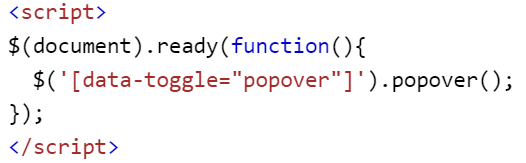 <script>
$(document).ready(function(){
  $('[data-toggle="popover"]').popover();
});
</script>